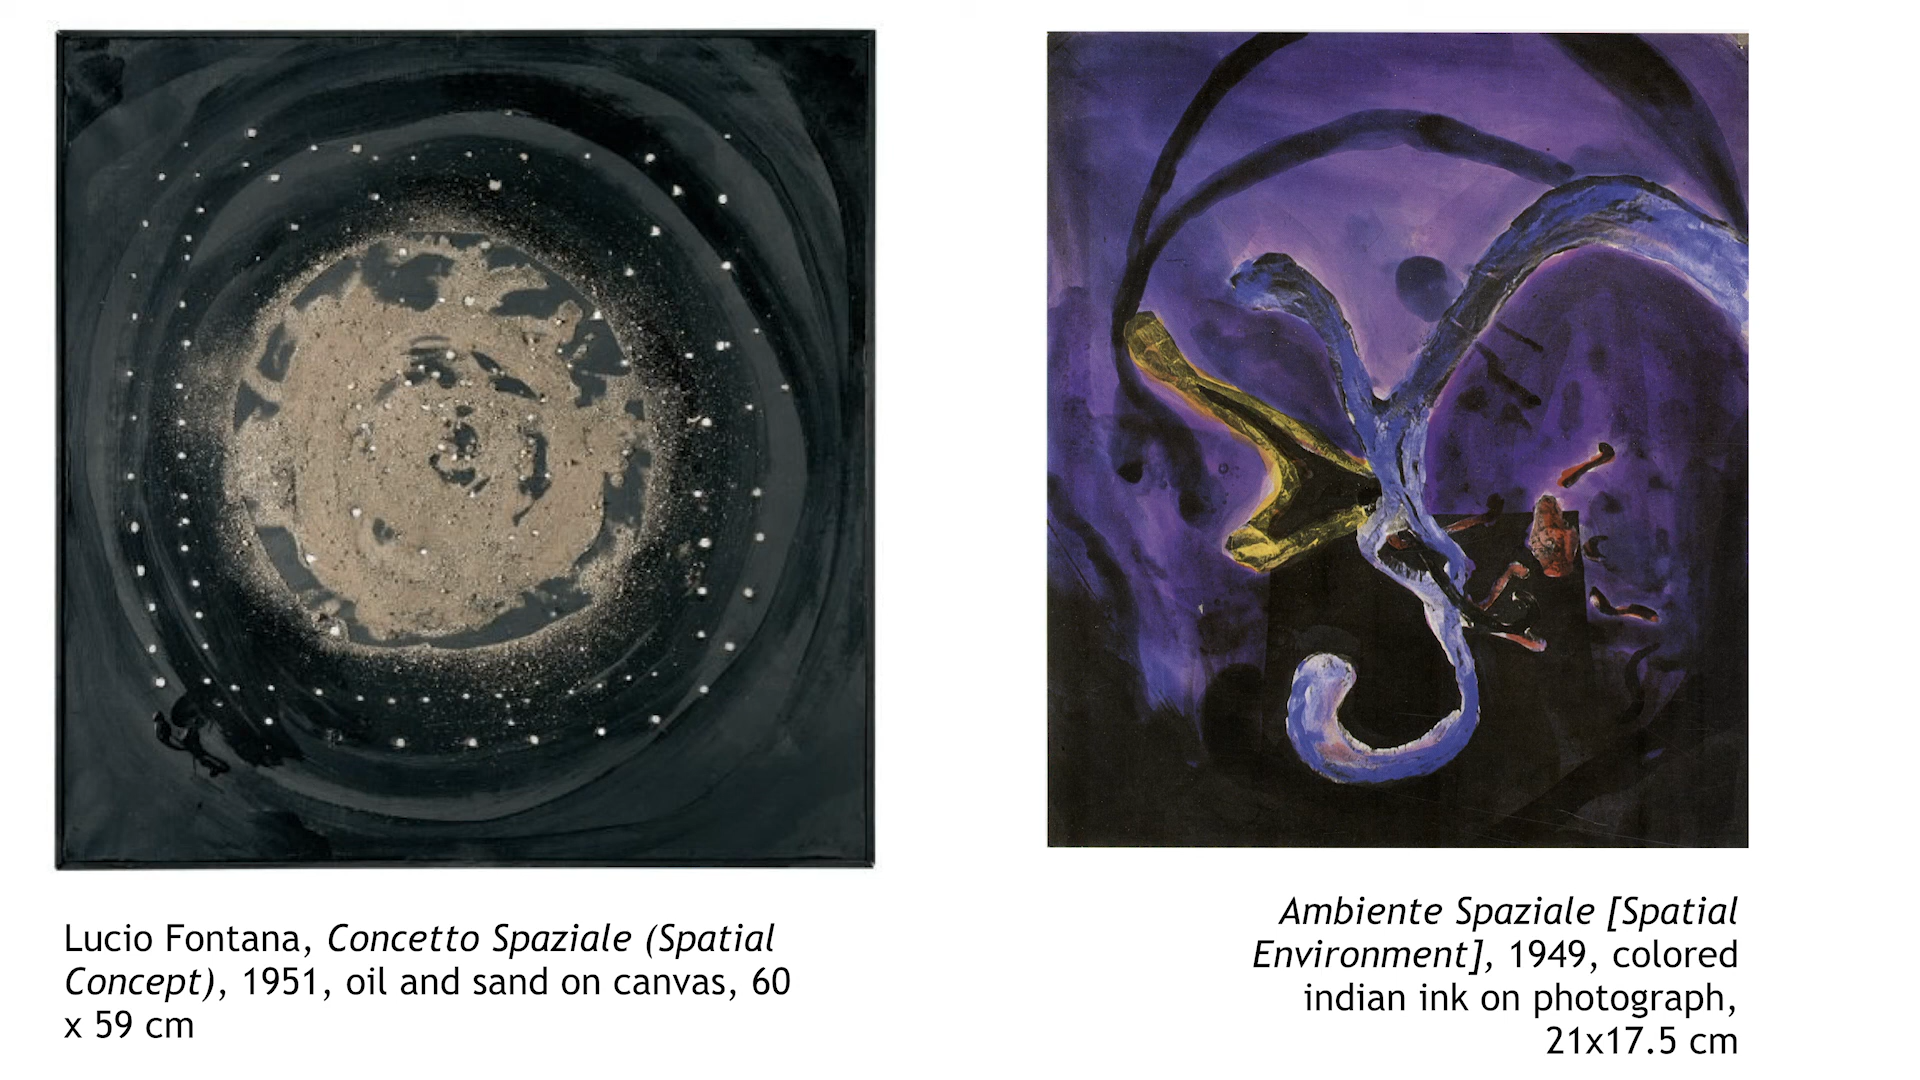 Lucio Fontana, Concetto Spaziale (Spatial
Concept), 1951, oil and sand on canvas, 60
x 59 cm
Ambiente Spaziale [Spatial
Environment], 1949, colored
indian ink on photograph,
21x17.5 cm